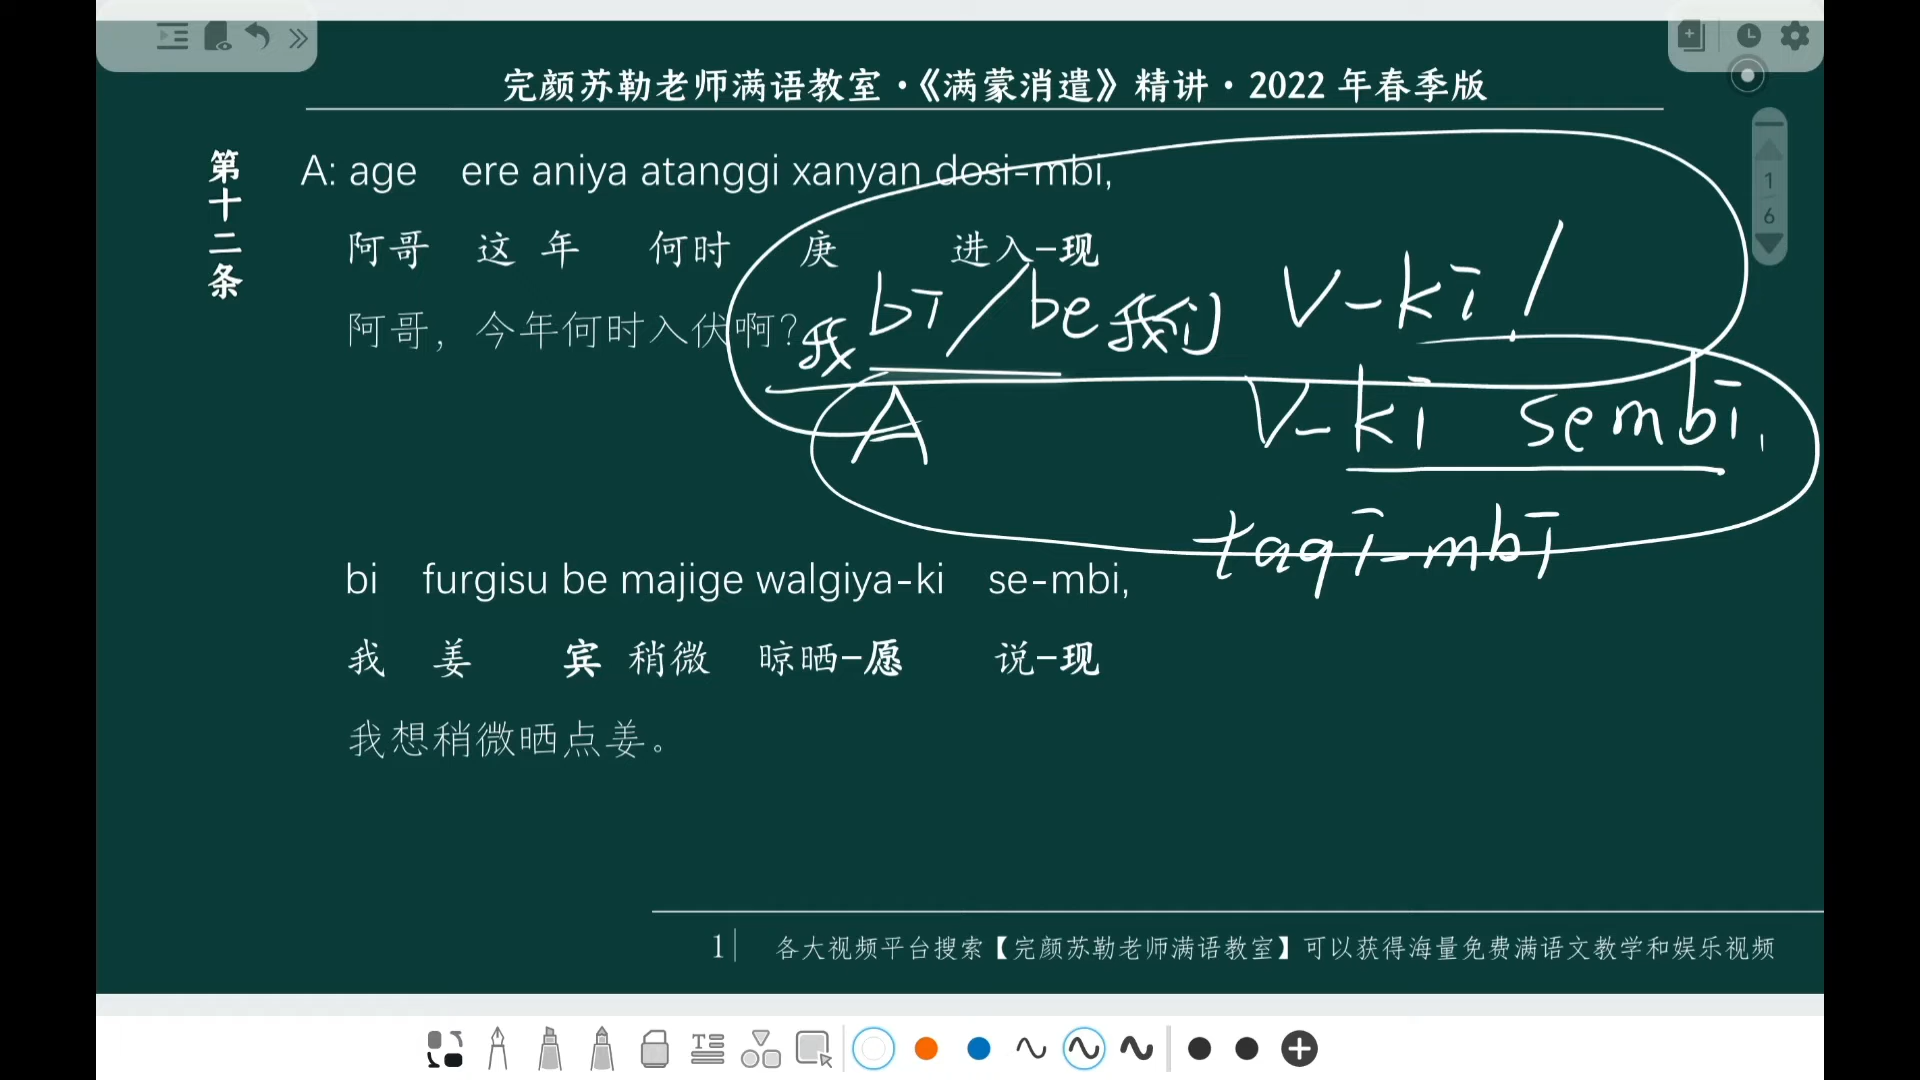 完颜苏勒老师满语教室·《满蒙消遣》精讲·2022 年春季版
第十二条
A: age ere aniya atanggi xanyan dosi-mbi,
阿哥 这 年 何时 庚 进入-现
阿哥，今年何时入伏啊？
我 bi / be 我们 V-ki! /
A V-ki sembi.
taqi-mbi
bi furgisu be majige walgiya-ki se-mbi,
我 姜 宾 稍微 晾晒-愿 说-现
我想稍微晒点姜。
1
6
1 各大视频平台搜索【完颜苏勒老师满语教室】可以获得海量免费满语文教学和娱乐视频